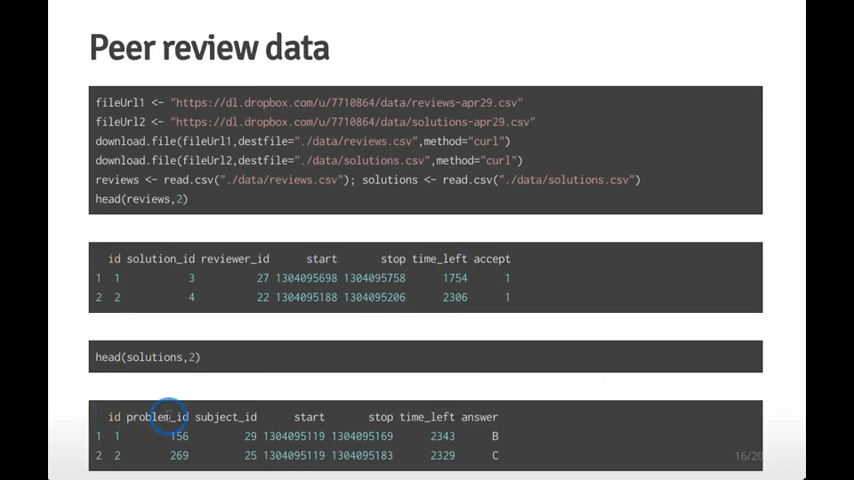 Peer review data
fileUrl1 <- "https://dl.dropbox.com/u/7710864/data/reviews-apr29.csv"
fileUrl2 <- "https://dl.dropbox.com/u/7710864/data/solutions-apr29.csv"
download.file(fileUrl1,destfile="./data/reviews.csv",method="curl")
download.file(fileUrl2,destfile="./data/solutions.csv",method="curl")
reviews <- read.csv("./data/reviews.csv"); solutions <- read.csv("./data/solutions.csv")
head(reviews,2)
id solution_id reviewer_id start stop time_left accept
1 1 3 27 1304095698 1304095758 1754 1
2 2 4 22 1304095188 1304095206 2306 1
head(solutions,2)
id problem_id subject_id start stop time_left answer
1 1 156 29 1304095119 1304095169 2343 B
2 2 269 25 1304095119 1304095183 2329 C
16/20